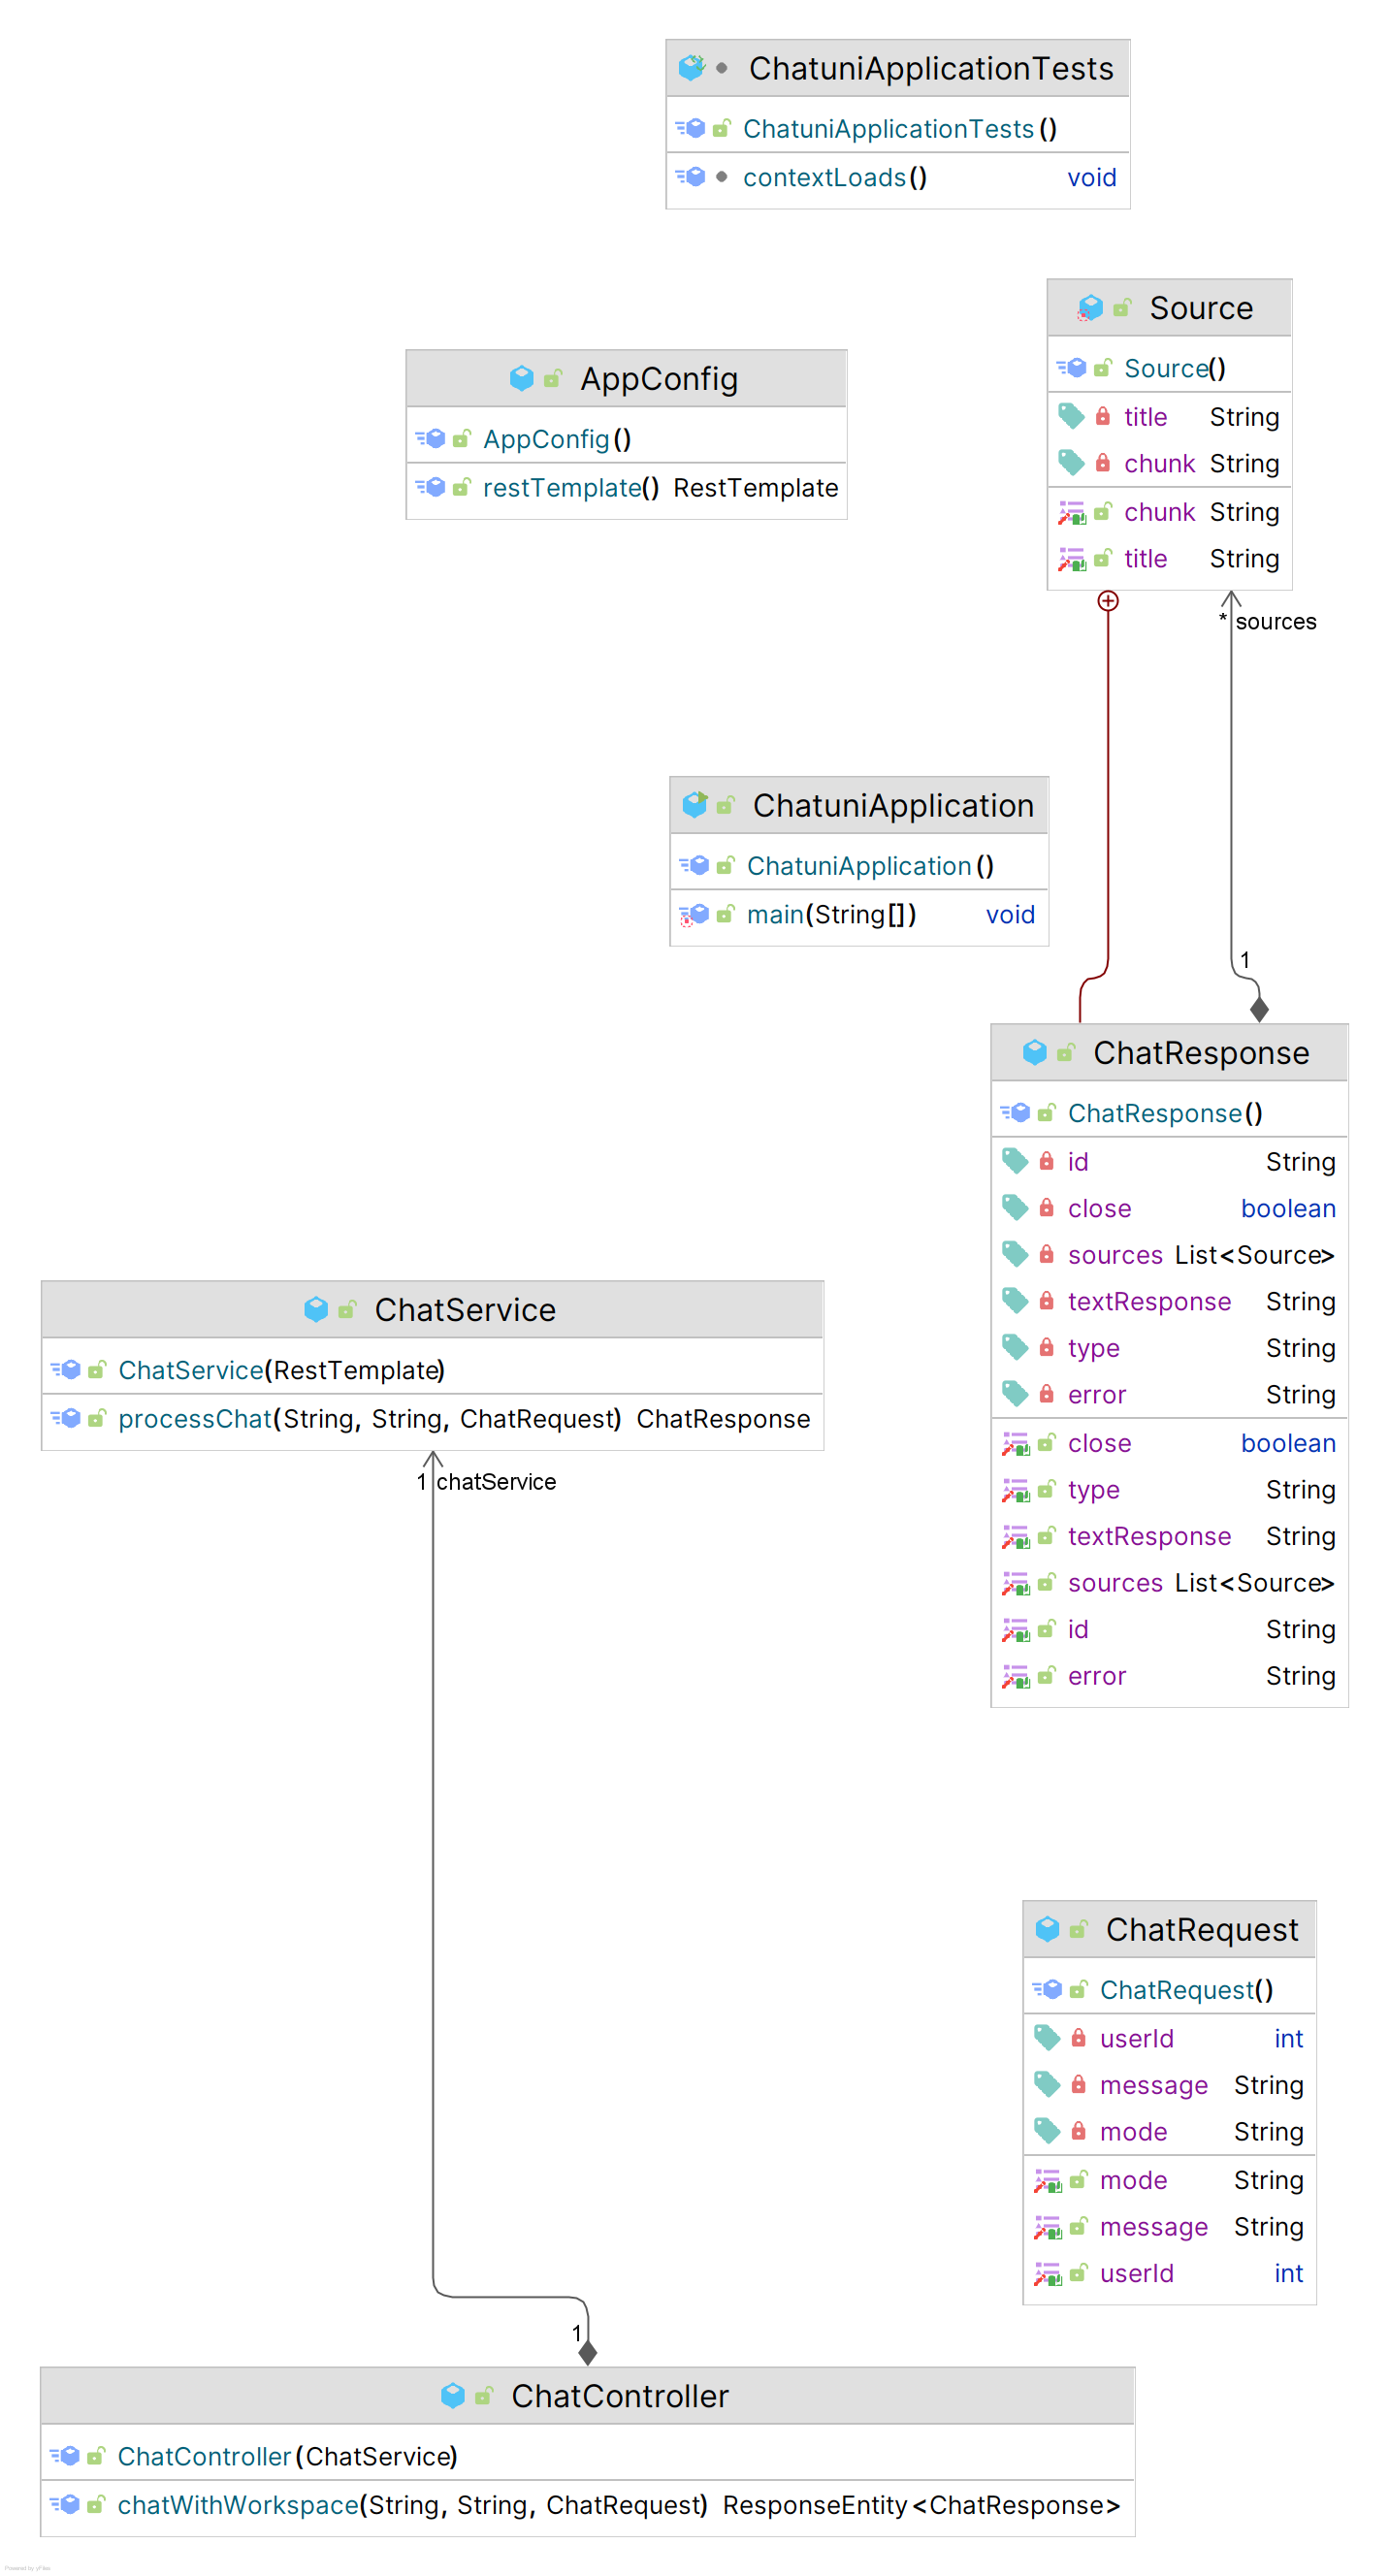 ChatuniApplicationTests
ChatuniApplicationTests()
contextLoads() void
Source
Source()
title String
chunk String
chunk String
title String
* sources
AppConfig
AppConfig()
restTemplate() RestTemplate
ChatuniApplication
ChatuniApplication()
main(String[]) void
1
ChatResponse
ChatResponse()
id String
close boolean
sources List<Source>
textResponse String
type String
error String
close boolean
type String
textResponse String
sources List<Source>
id String
error String
ChatService
ChatService(RestTemplate)
processChat(String, String, ChatRequest) ChatResponse
1 chatService
ChatRequest
ChatRequest()
userId int
message String
mode String
mode String
message String
userId int
1
ChatController
ChatController(ChatService)
chatWithWorkspace(String, String, ChatRequest) ResponseEntity<ChatResponse>
Powered by yFiles